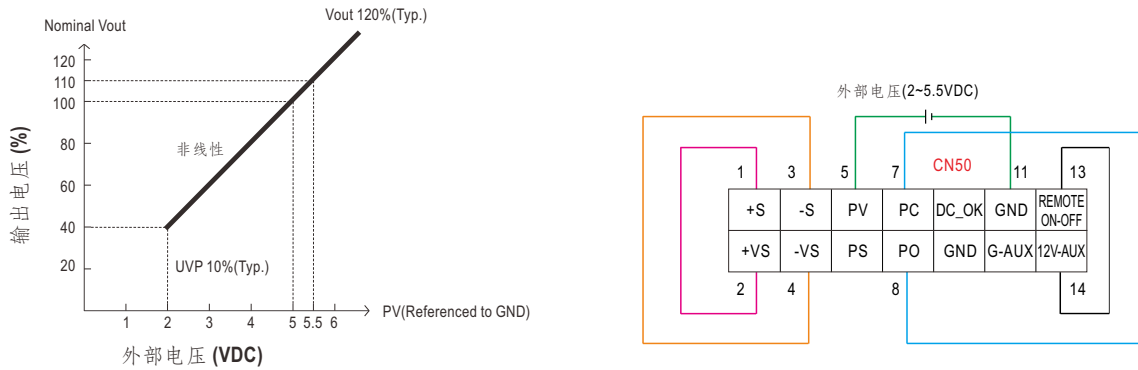 Nominal Vout
Vout 120%(Typ.)
120
110
100
80
60
40
20
输出电压 (%)
非线性
UVP 10%(Typ.)
1 2 3 4 5 5.5 6
PV(Referenced to GND)
外部电压 (VDC)
外部电压(2~5.5VDC)
CN50
1 3 5 7 11 13
+S -S PV PC DC_OK GND REMOTE
ON-OFF
+VS -VS PS PO GND G-AUX 12V-AUX
2 4 8 14